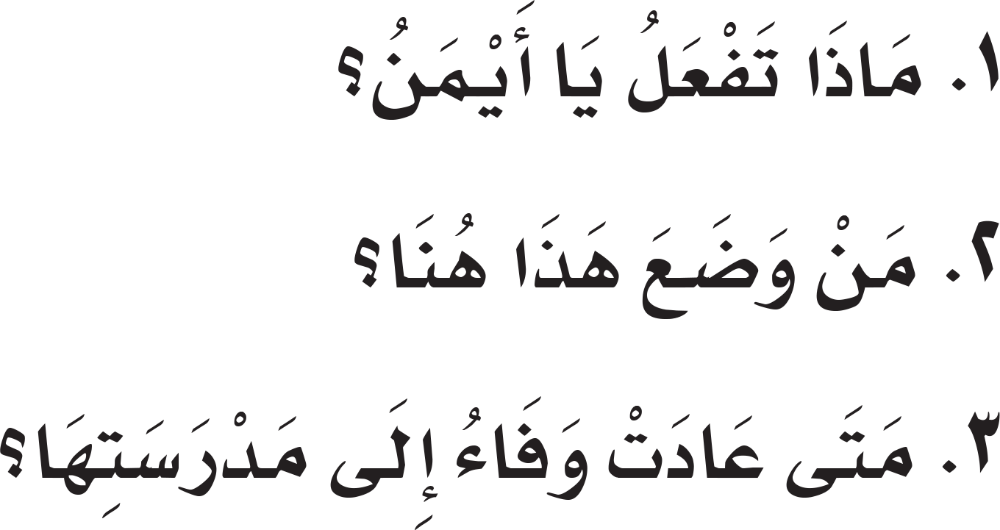 ١. مَاذَا تَفْعَلُ يَا أَيْمَنُ؟
٢. مَنْ وَضَعَ هَذَا هُنَا؟
٣. مَتَى عَادَتْ وَفَاءُ إِلَى مَدْرَسَتِهَا؟